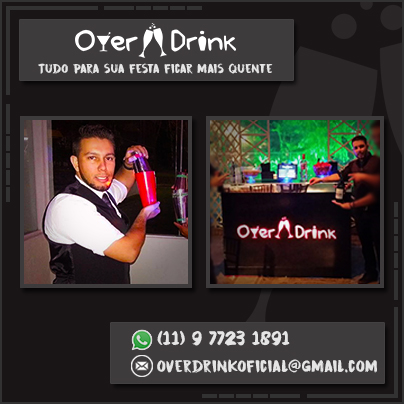 Over Drink
TUDO PARA SUA FESTA FICAR MAIS QUENTE
Over Drink
(11) 9 7723 1891
OVERDRINKOFICIAL@GMAIL.COM